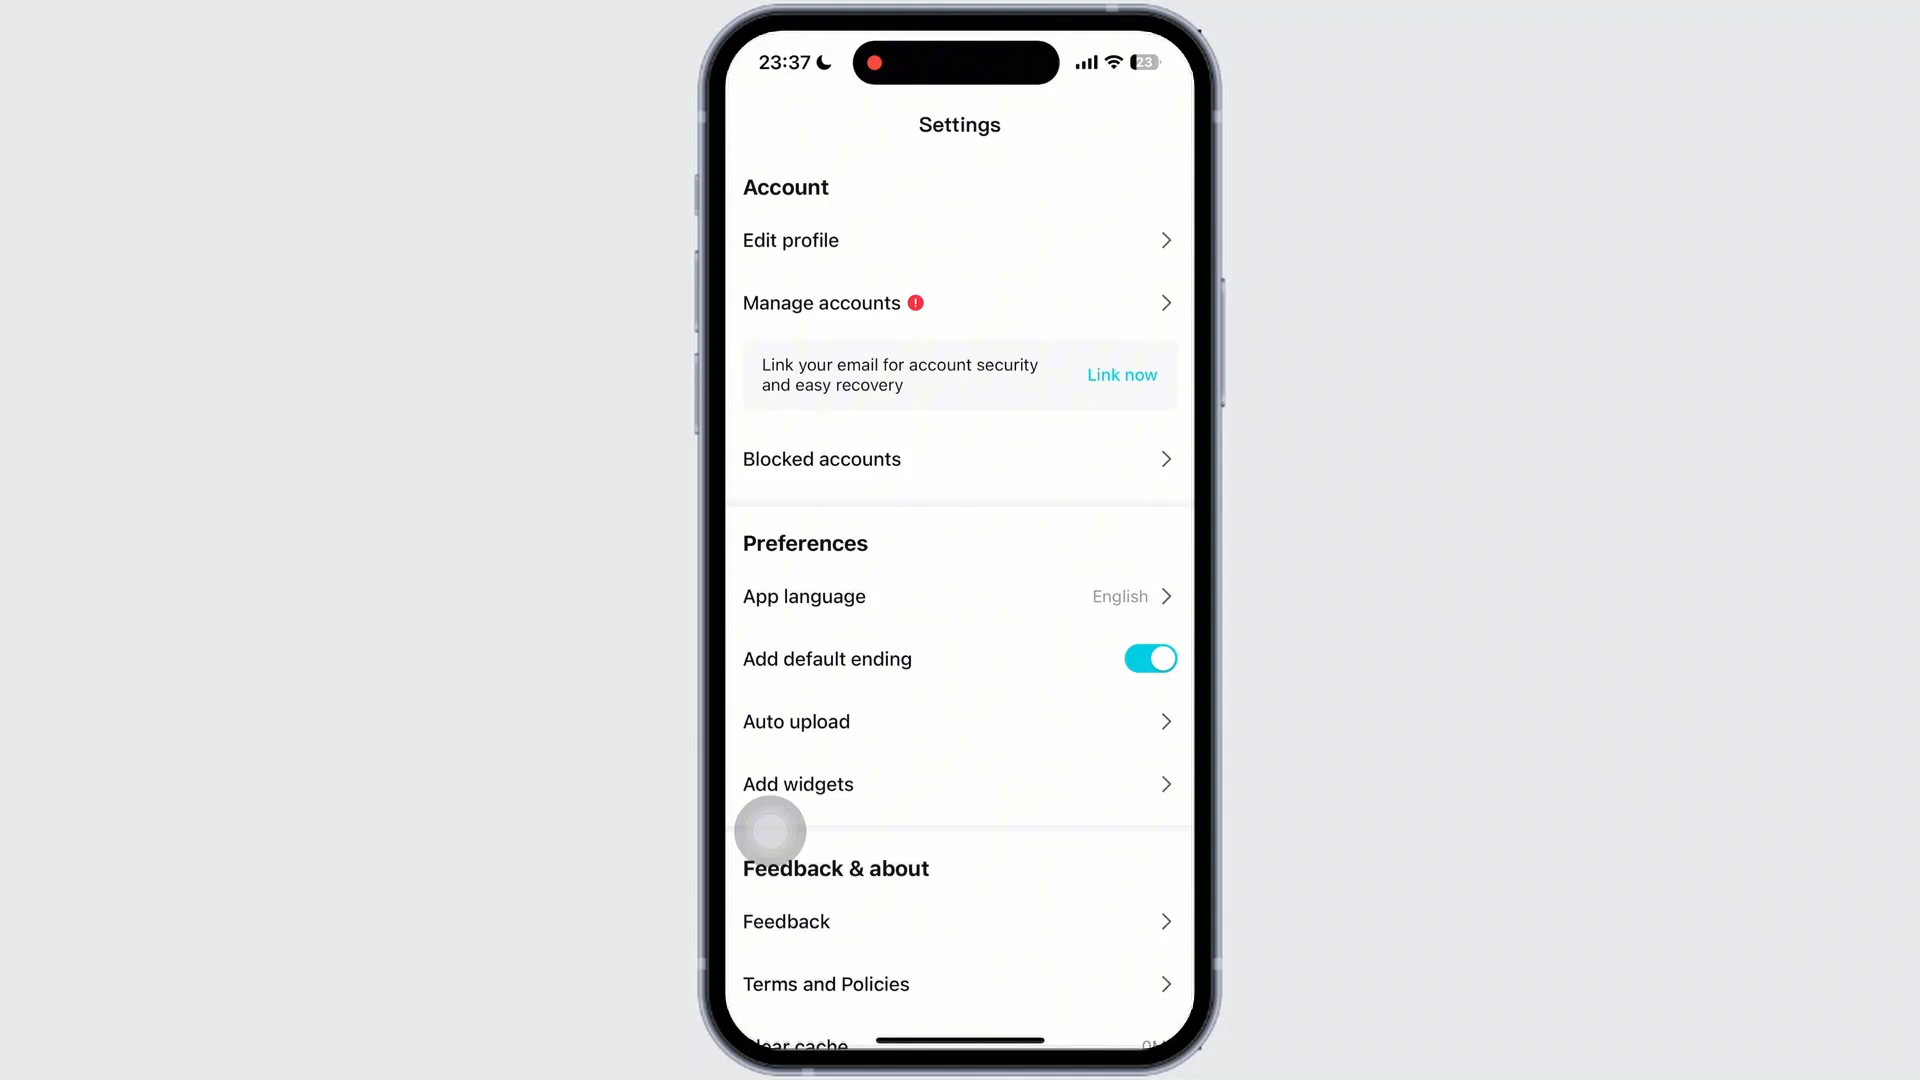 23:37
23
Settings
Account
Edit profile
Manage accounts
Link your email for account security
and easy recovery
Link now
Blocked accounts
Preferences
App language
English
Add default ending
Auto upload
Add widgets
Feedback & about
Feedback
Terms and Policies
cache